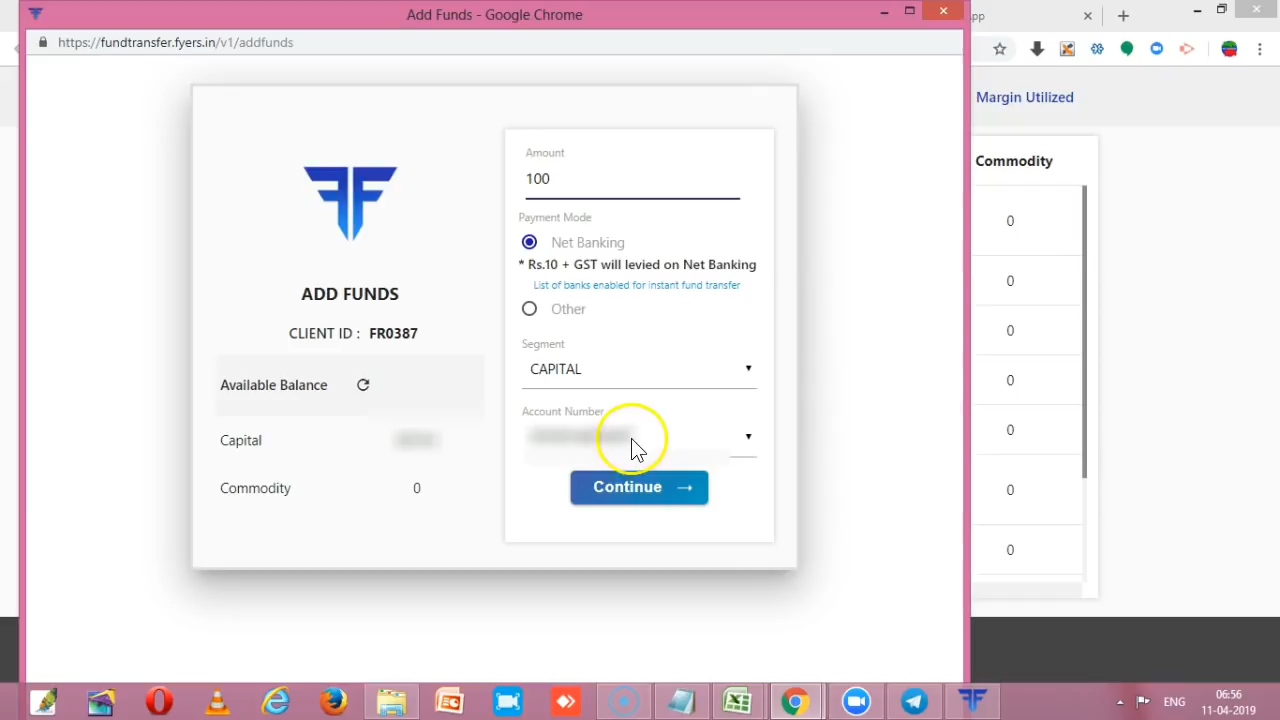 Add Funds - Google Chrome
https://fundtransfer.fyers.in/v1/addfunds
Margin Utilized
Commodity
0
0
0
0
0
0
0
ADD FUNDS
CLIENT ID : FR0387
Available Balance
Capital
Commodity 0
Amount
100
Payment Mode
Net Banking
* Rs.10 + GST will levied on Net Banking
List of banks enabled for instant fund transfer
Other
Segment
CAPITAL
Account Number
Continue →
ENG
06:56
11-04-2019